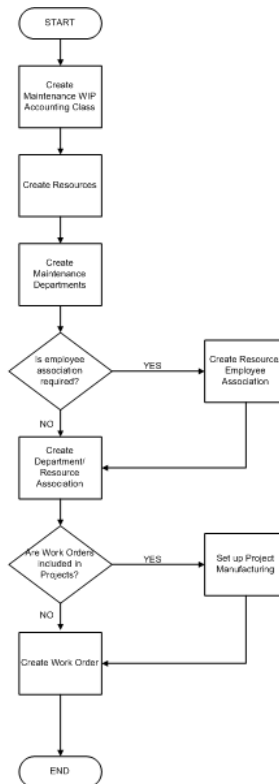 START
Create
Maintenance WIP
Accounting Class
Create Resources
Create
Maintenance
Departments
Is employee
association
required?
YES
Create Resource/
Employee
Association
NO
Create
Department/
Resource
Association
Are Work Orders
included in
Projects?
YES
Set up Project
Manufacturing
NO
Create Work Order
END